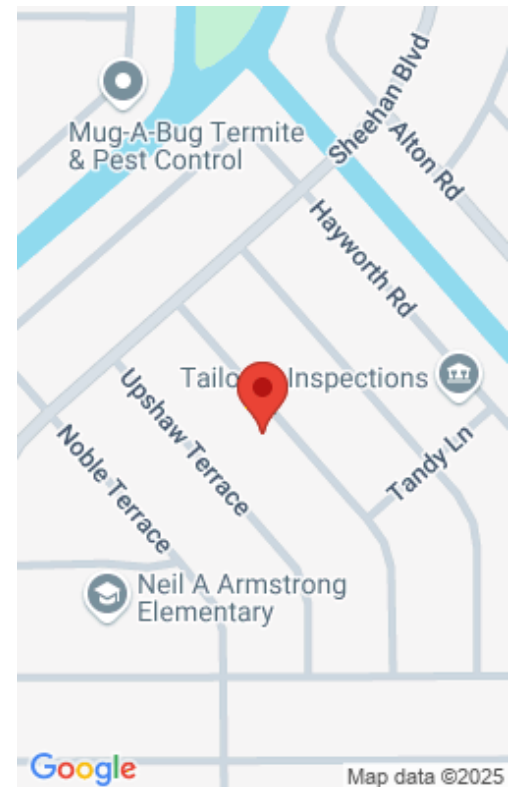 Mug-A-Bug Termite
& Pest Control
Sheehan Blvd
Alton Rd
Hayworth Rd
Inspections
Upshaw Terrace
Tandy Ln
Noble Terrace
Neil A Armstrong
Elementary
Google
Map data ©2025